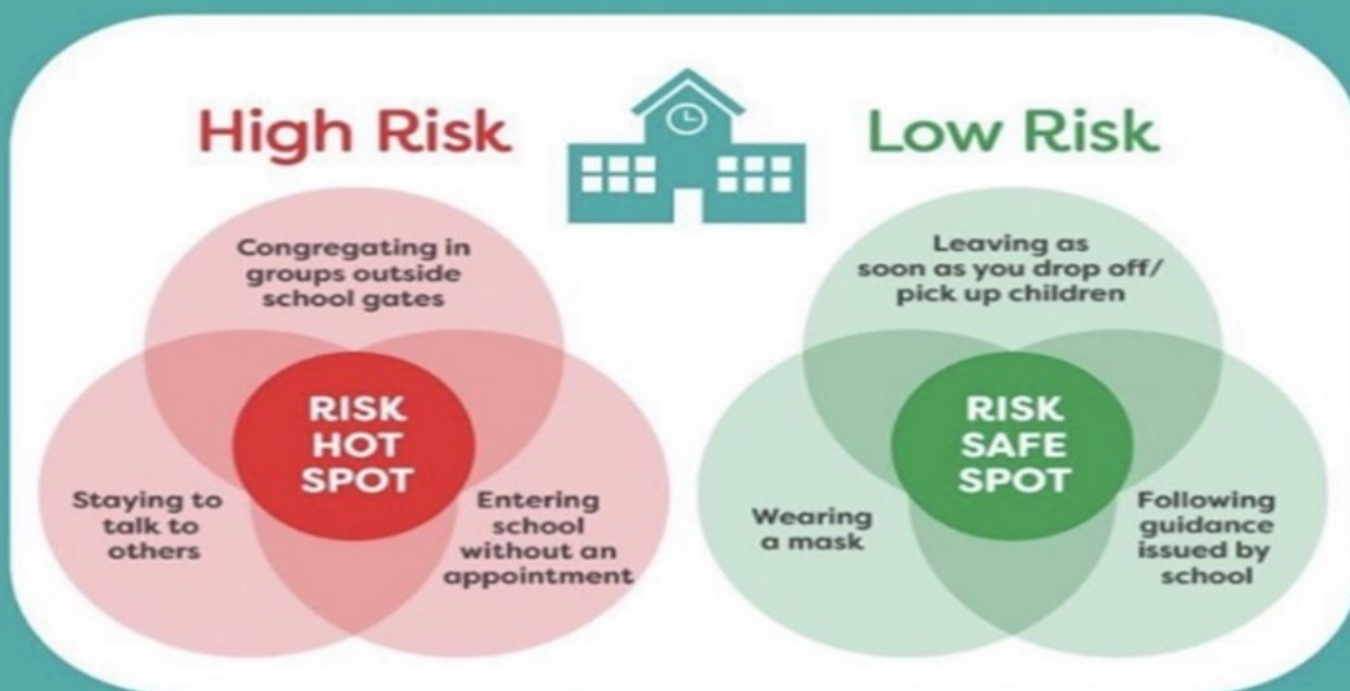 High Risk
Low Risk
Congregating in
groups outside
school gates
RISK
HOT
SPOT
Staying to
talk to
others
Entering
school
without an
appointment
Leaving as
soon as you drop off/
pick up children
RISK
SAFE
SPOT
Wearing
a mask
Following
guidance
issued by
school